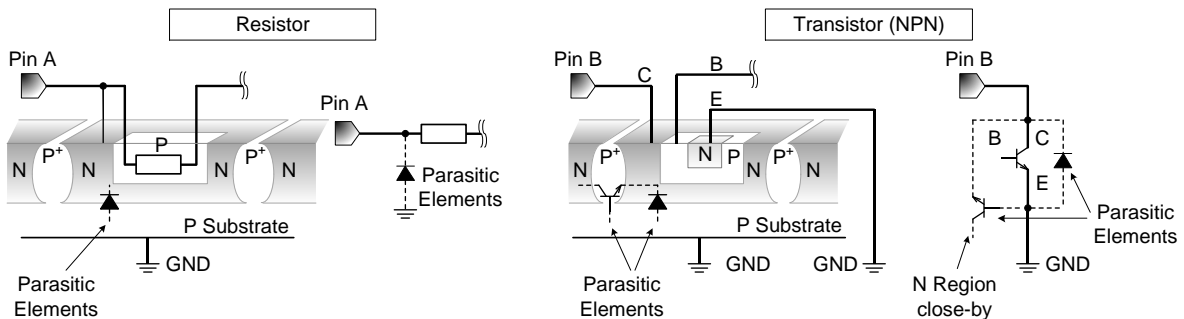 Resistor
Transistor (NPN)
Pin A
Pin B
Pin B
C
B
E
Pin A
B
C
E
N
P+
N
P
N
P+
N
N
P+
N
P
P+
N
N
Parasitic
Elements
P Substrate
GND
Parasitic
Elements
P Substrate
GND
GND
Parasitic
Elements
GND
Parasitic
Elements
N Region
close-by